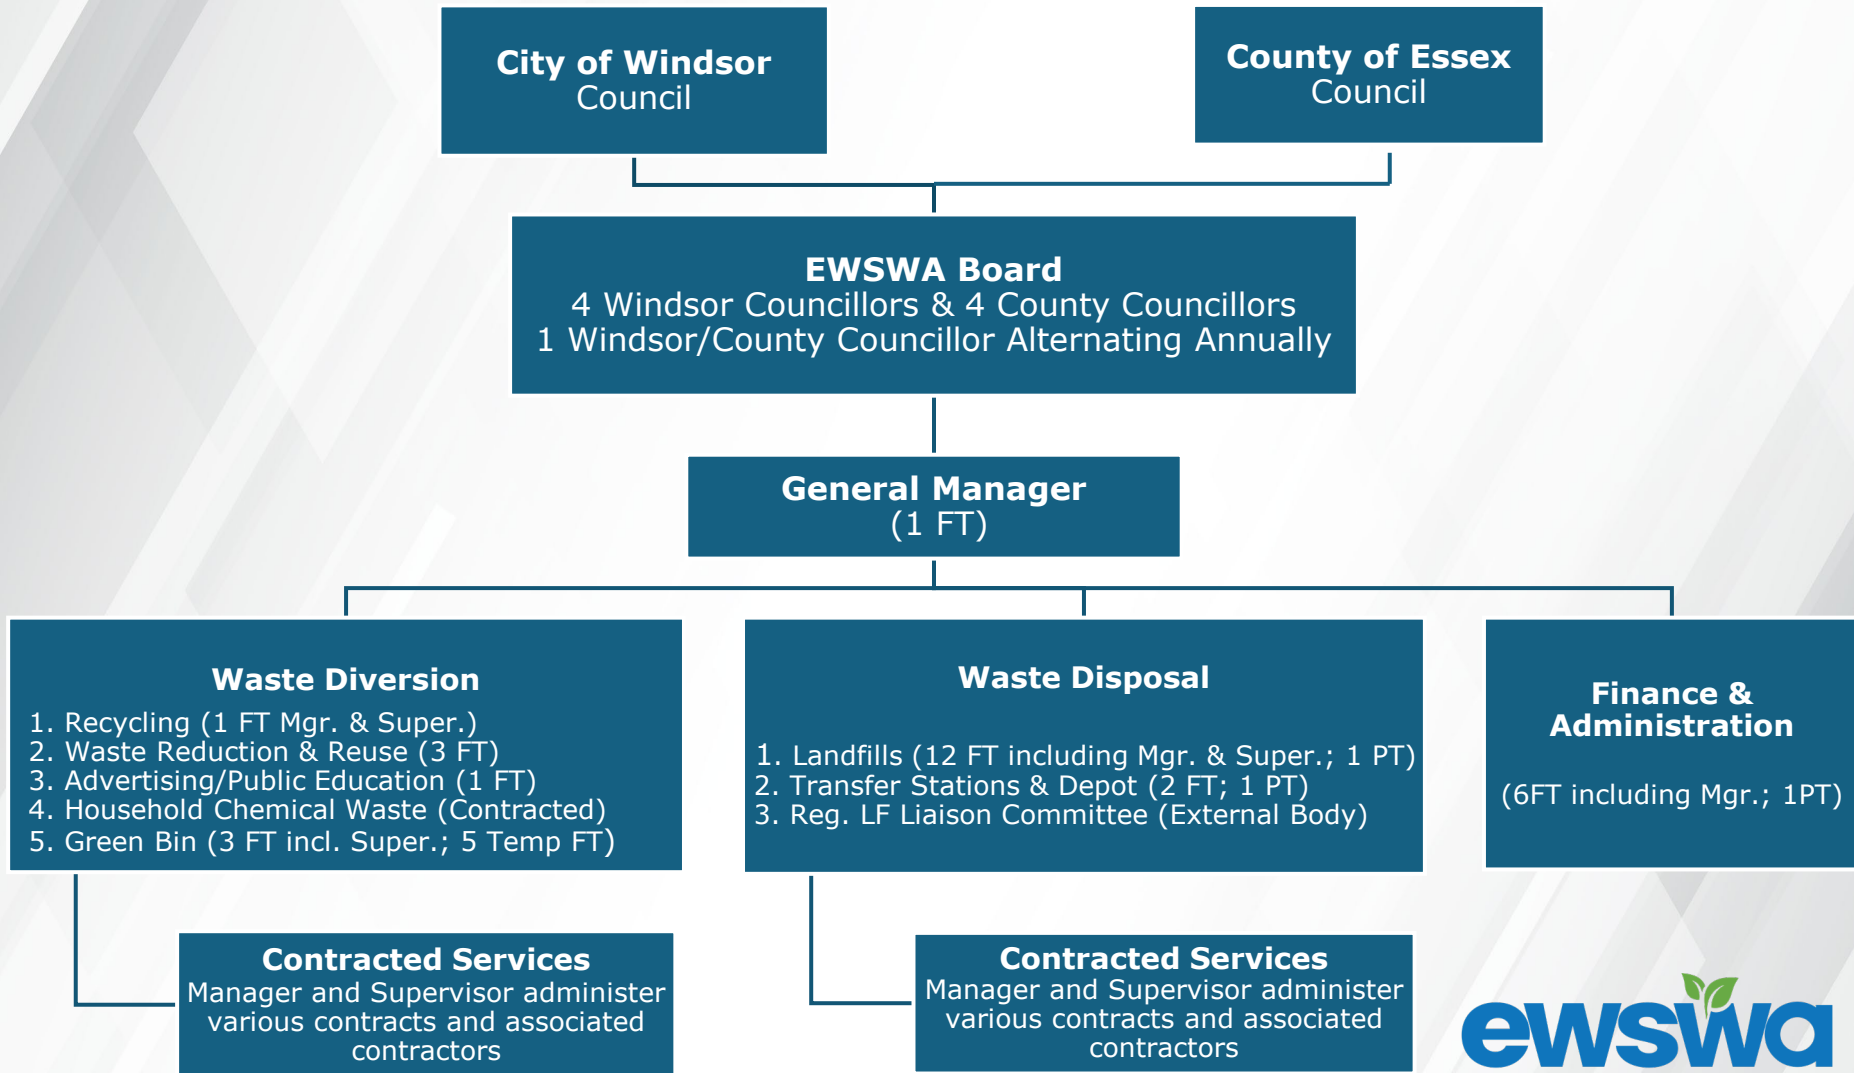 City of Windsor
Council
County of Essex
Council
EWSWA Board
4 Windsor Councillors & 4 County Councillors
1 Windsor/County Councillor Alternating Annually
General Manager
(1 FT)
Waste Diversion
1. Recycling (1 FT Mgr. & Super.)
2. Waste Reduction & Reuse (3 FT)
3. Advertising/Public Education (1 FT)
4. Household Chemical Waste (Contracted)
5. Green Bin (3 FT incl. Super.; 5 Temp FT)
Waste Disposal
1. Landfills (12 FT including Mgr. & Super.; 1 PT)
2. Transfer Stations & Depot (2 FT; 1 PT)
3. Reg. LF Liaison Committee (External Body)
Finance &
Administration
(6FT including Mgr.; 1PT)
Contracted Services
Manager and Supervisor administer
various contracts and associated
contractors
Contracted Services
Manager and Supervisor administer
various contracts and associated
contractors
ewswa